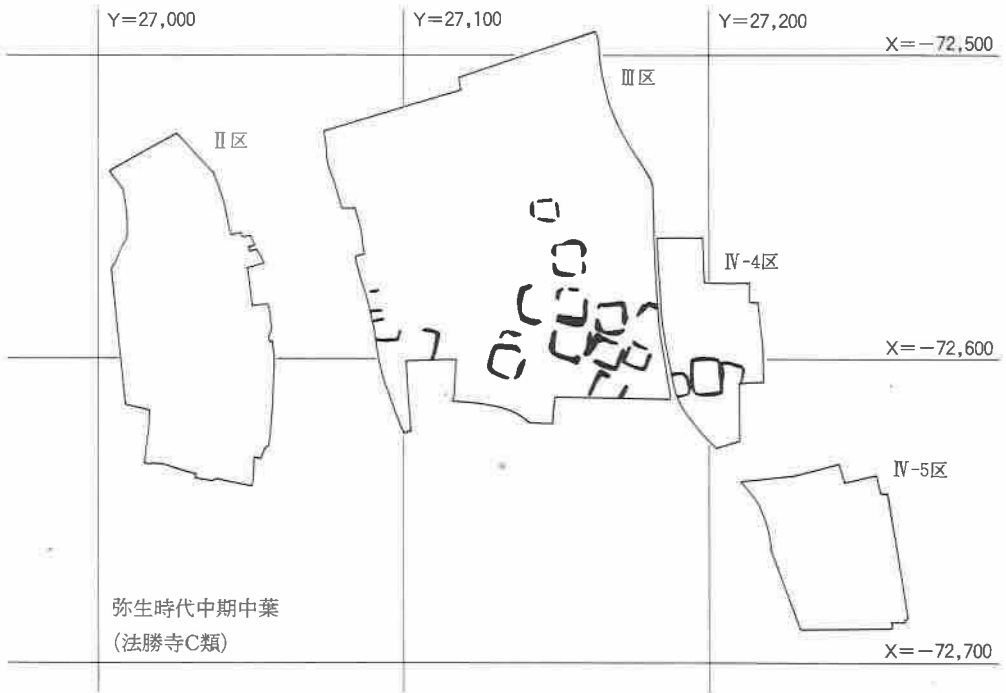 Y=27,000
Y=27,100
Y=27,200
X=-72,500
Ⅲ区
Ⅱ区
Ⅳ-4区
X=-72,600
Ⅳ-5区
弥生時代中期中葉
(法勝寺C類)
X=-72,700